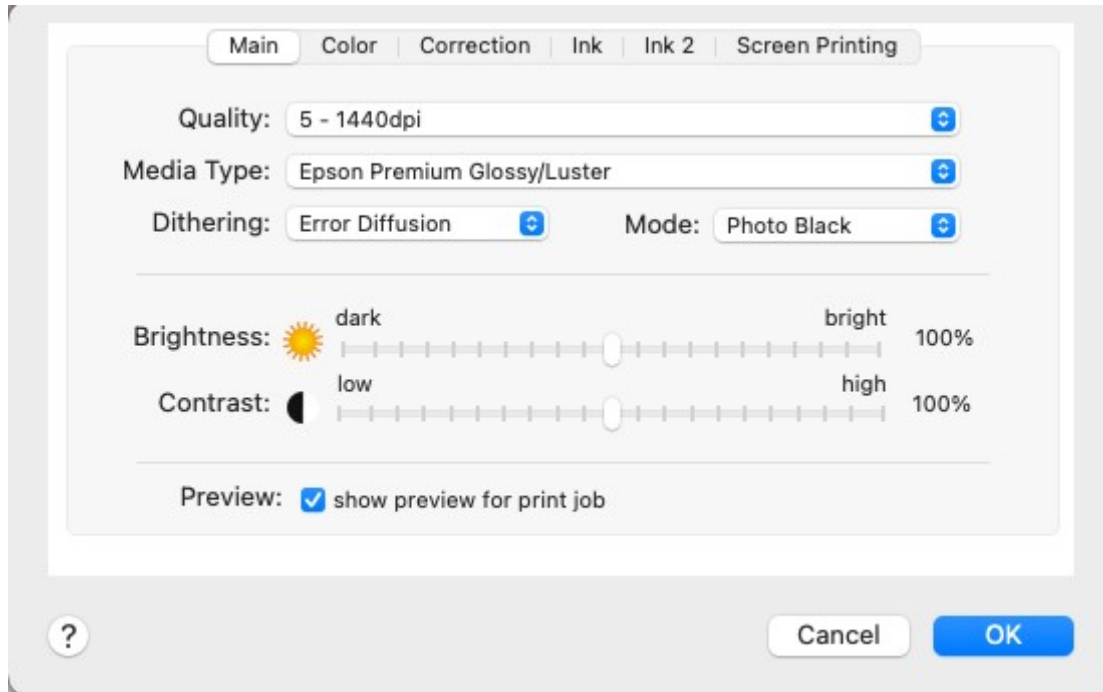 Main Color Correction Ink Ink 2 Screen Printing
Quality: 5 - 1440dpi
Media Type: Epson Premium Glossy/Luster
Dithering: Error Diffusion Mode: Photo Black
dark bright
Brightness: 100%
low high
Contrast: 100%
Preview: show preview for print job
? Cancel OK